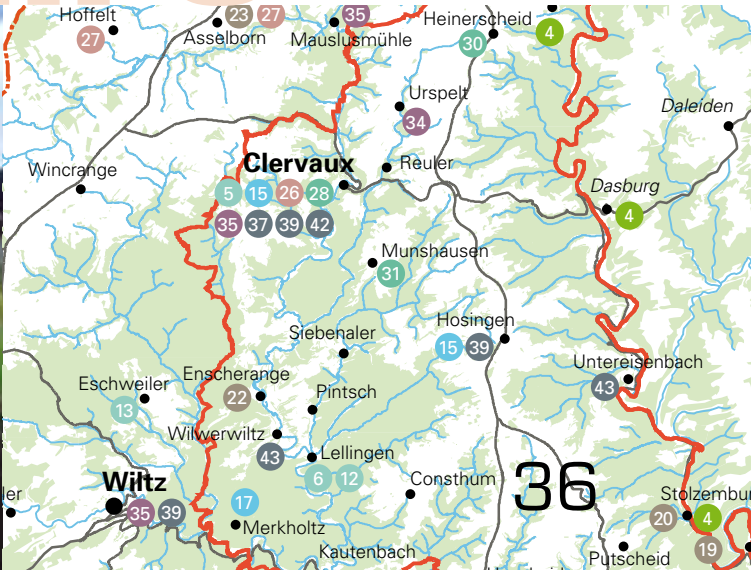 Hoffelt
23 27
35
Heinerscheid
27
Asselborn
Mauslusmühle
30
4
Urspelt
34
Daleiden
Wincrange
Clervaux
Reuler
5 15 26 28
Dasburg
4
35 37 39 42
Munshausen
31
Siebenaler
Hosingen
15 39
Untereisenbach
43
Eschweiler
Enscherange
13
22
Pintsch
Wilwerwiltz
43
Lellingen
6 12
Wiltz
Consthum
36
35 39
17
Stolzembu
20 4
Merkholtz
19
Kautenbach
Putscheid